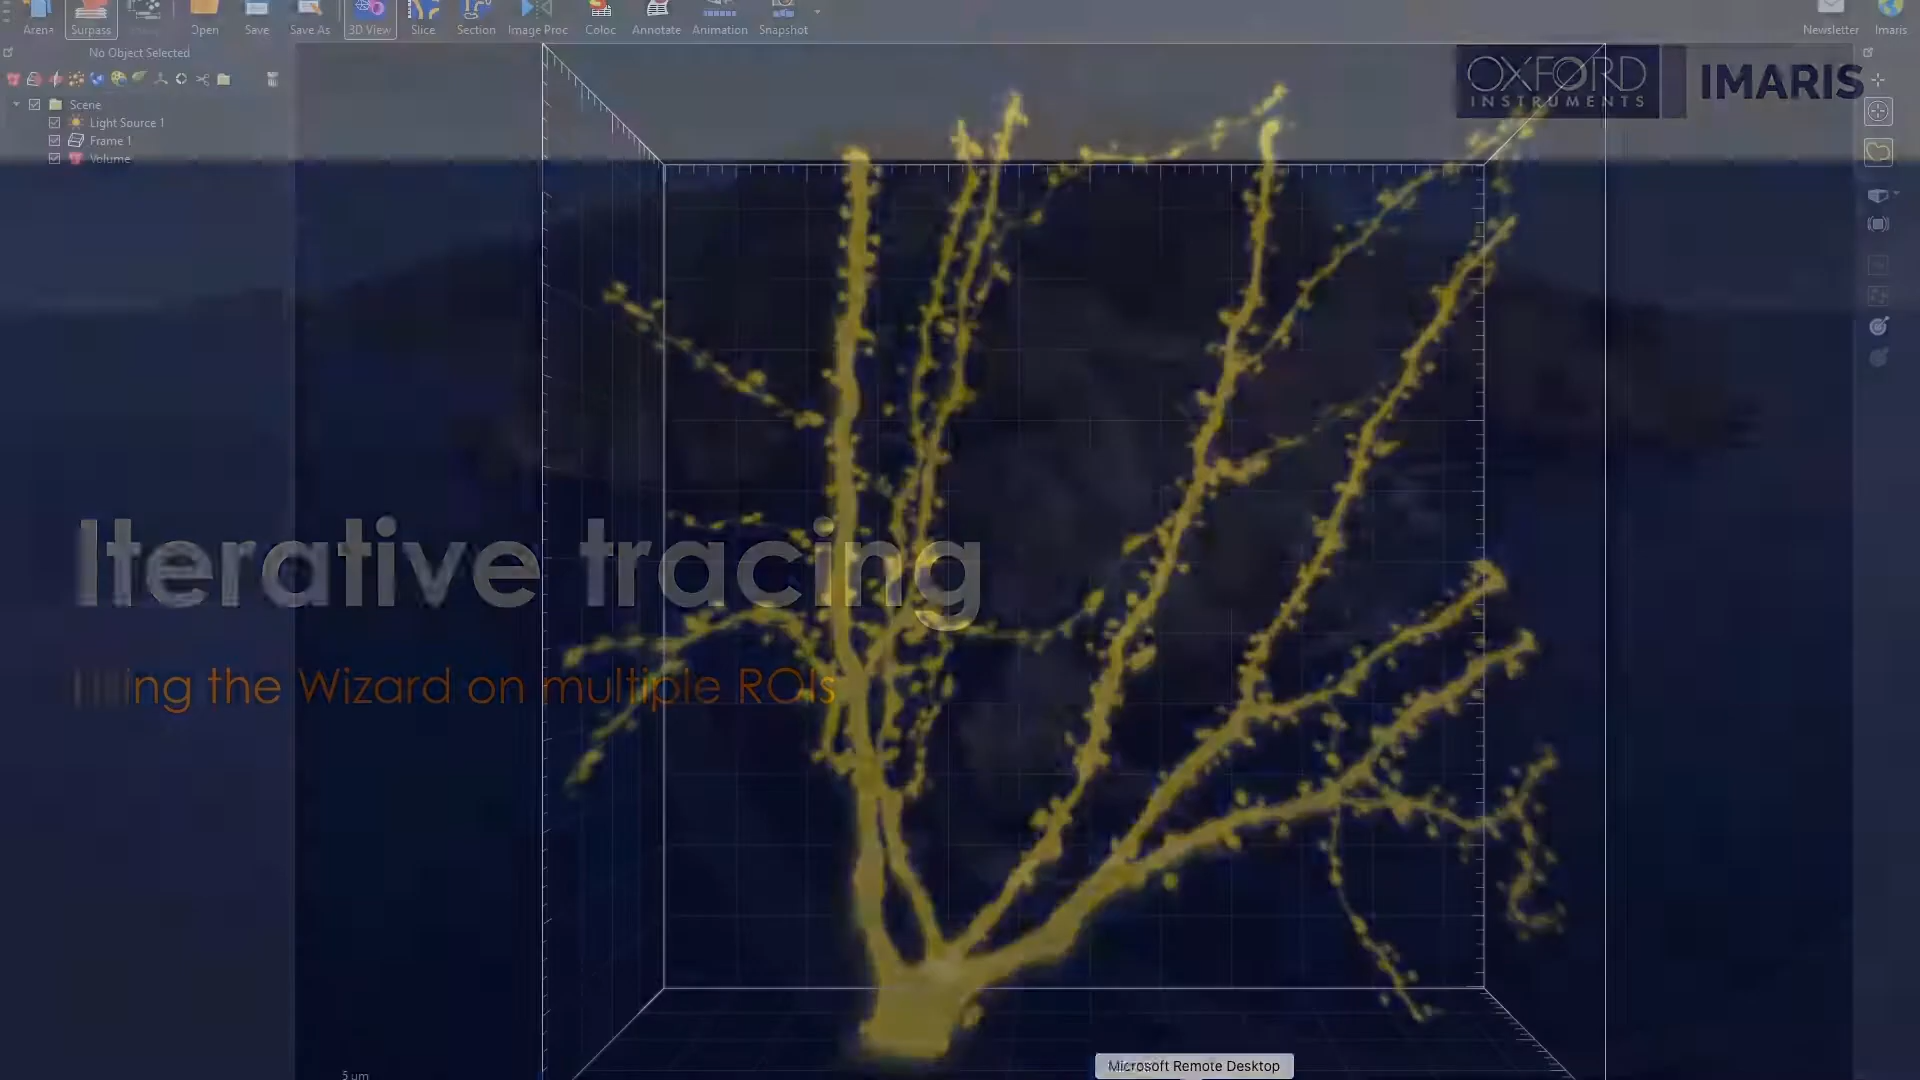 Arena
Surpass
Open
Save
Save As
3D View
Slice
Section
Image Proc
Coloc
Annotate
Animation
Snapshot
Newsletter
Imaris
No Object Selected
OXFORD
INSTRUMENTS
IMARIS
Scene
Light Source 1
Frame 1
Volume
Iterative tracing
ing the Wizard on multiple ROIs
5 um
Microsoft Remote Desktop